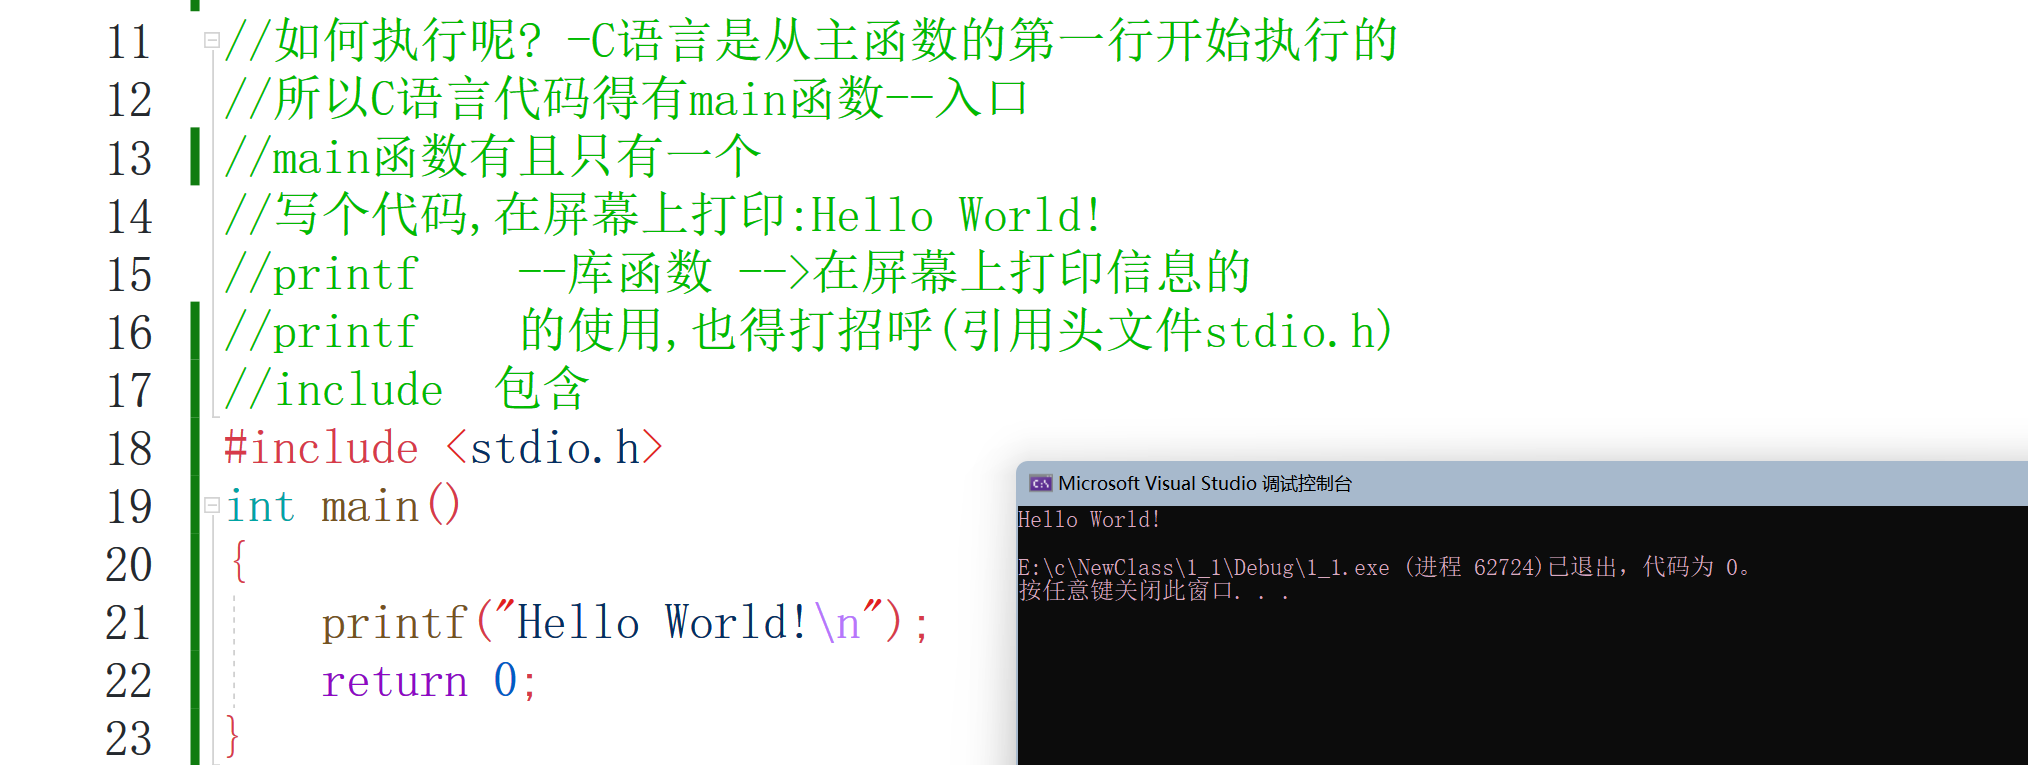 11 //如何执行呢? -C语言是从主函数的第一行开始执行的
12 //所以C语言代码得有main函数--入口
13 //main函数有且只有一个
14 //写个代码,在屏幕上打印:Hello World!
15 //printf    --库函数 -->在屏幕上打印信息的
16 //printf    的使用,也得打招呼(引用头文件stdio.h)
17 //include  包含
18 #include <stdio.h>
19 int main()
20 {
21     printf("Hello World!\n");
22     return 0;
23 }
Microsoft Visual Studio 调试控制台
Hello World!
E:\c\NewClass\1_1\Debug\1_1.exe (进程 62724)已退出，代码为 0。
按任意键关闭此窗口. . .